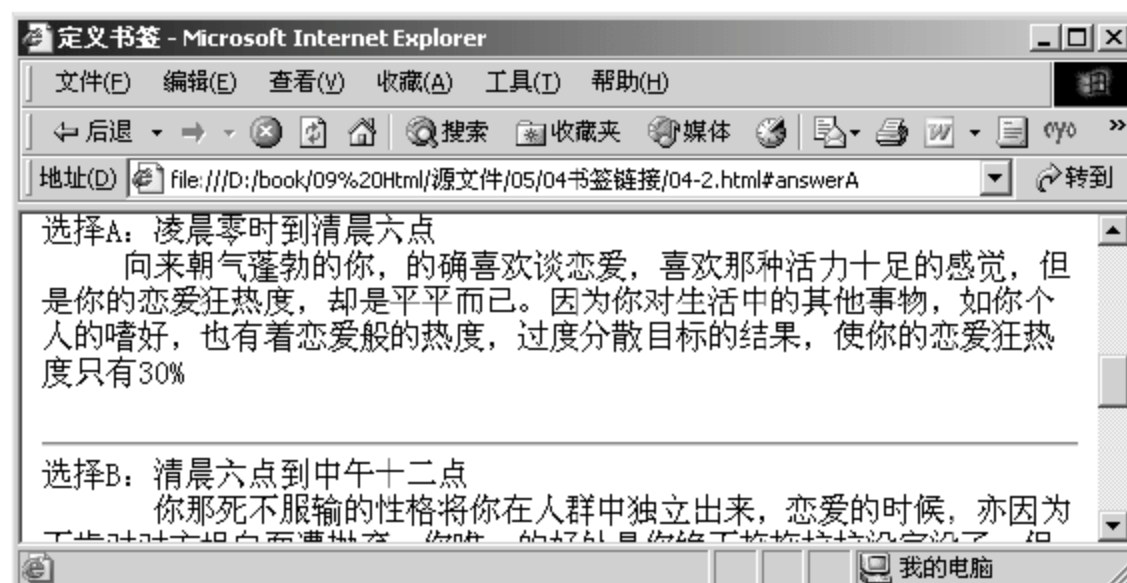 定义书签 - Microsoft Internet Explorer
文件(F) 编辑(E) 查看(V) 收藏(A) 工具(T) 帮助(H)
后退 搜索 收藏夹 媒体 W »
地址(D) file:///D:/book/09%20Html/源文件/05/04书签链接/04-2.html#answerA 转到
选择A：凌晨零时到清晨六点
向来朝气蓬勃的你，的确喜欢谈恋爱，喜欢那种活力十足的感觉，但
是你的恋爱狂热度，却是平平而已。因为你对生活中的其他事物，如你个
人的嗜好，也有着恋爱般的热度，过度分散目标的结果，使你的恋爱狂热
度只有30%
选择B：清晨六点到中午十二点
你那死不服输的性格将你在人群中独立出来，恋爱的时候，亦因为
我的电脑